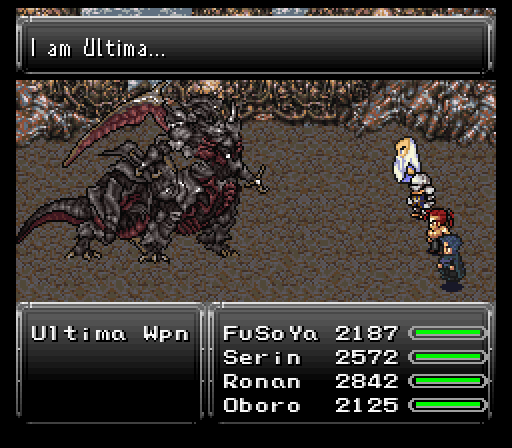 I am Ultima...
Ultima Wpn
FuSoYa 2187
Serin 2572
Ronan 2842
Oboro 2125